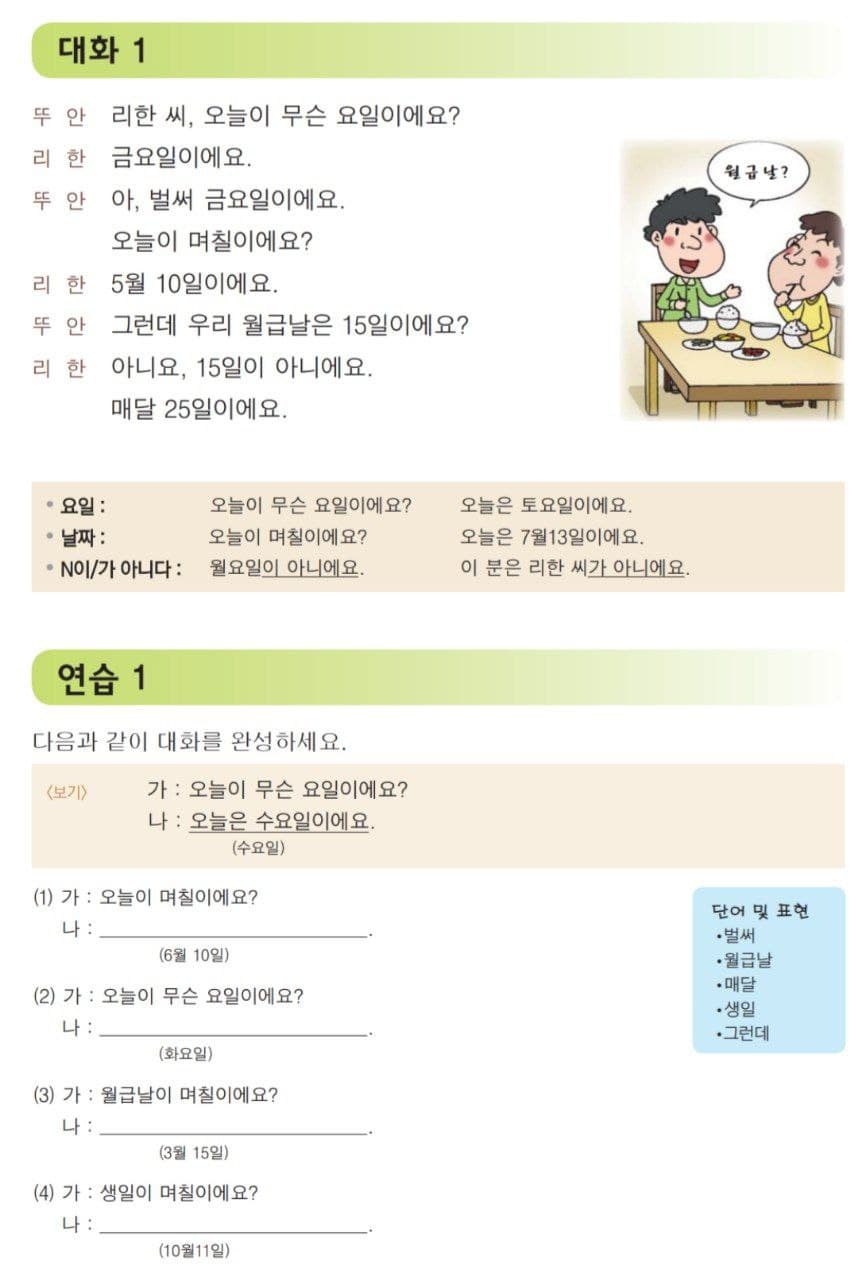 대화 1
뚜 안 리한 씨, 오늘이 무슨 요일이에요?
리 한 금요일이에요.
뚜 안 아, 벌써 금요일이에요.
오늘이 며칠이에요?
리 한 5월 10일이에요.
뚜 안 그런데 우리 월급날은 15일이에요?
리 한 아니요, 15일이 아니에요.
매달 25일이에요.
월급날?
• 요일 : 오늘이 무슨 요일이에요? 오늘은 토요일이에요.
• 날짜 : 오늘이 며칠이에요? 오늘은 7월13일이에요.
• N이/가 아니다 : 월요일이 아니에요. 이 분은 리한 씨가 아니에요.
연습 1
다음과 같이 대화를 완성하세요.
〈보기〉 가 : 오늘이 무슨 요일이에요?
나 : 오늘은 수요일이에요.
(수요일)
(1) 가 : 오늘이 며칠이에요?
나 : ____________________.
(6월 10일)
(2) 가 : 오늘이 무슨 요일이에요?
나 : ____________________.
(화요일)
(3) 가 : 월급날이 며칠이에요?
나 : ____________________.
(3월 15일)
(4) 가 : 생일이 며칠이에요?
나 : ____________________.
(10월11일)
단어 및 표현
•벌써
•월급날
•매달
•생일
•그런데